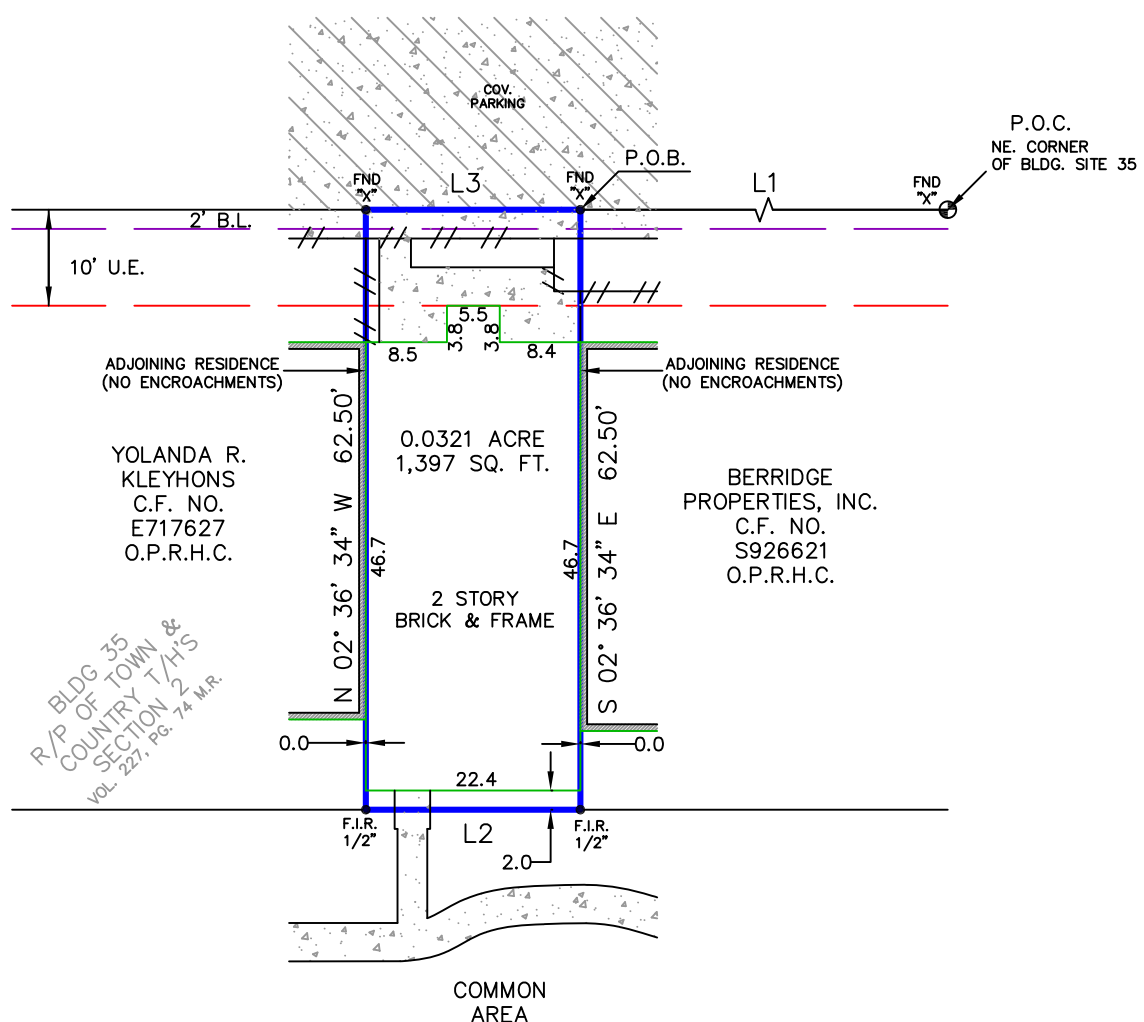 COV.
PARKING
P.O.C.
NE. CORNER
OF BLDG. SITE 35
P.O.B.
FND
"X"
L3
FND
"X"
L1
FND
"X"
2' B.L.
10' U.E.
5.5
3.8
3.8
8.5
8.4
ADJOINING RESIDENCE
(NO ENCROACHMENTS)
ADJOINING RESIDENCE
(NO ENCROACHMENTS)
N 02° 36' 34" W 62.50'
S 02° 36' 34" E 62.50'
0.0321 ACRE
1,397 SQ. FT.
YOLANDA R.
KLEYHONS
C.F. NO.
E717627
O.P.R.H.C.
BERRIDGE
PROPERTIES, INC.
C.F. NO.
S926621
O.P.R.H.C.
46.7
46.7
2 STORY
BRICK & FRAME
BLDG 35
R/P OF TOWN &
COUNTRY T/H'S
SECTION 2
VOL. 227, PG. 74 M.R.
0.0
0.0
22.4
F.I.R.
1/2"
L2
F.I.R.
1/2"
2.0
COMMON
AREA